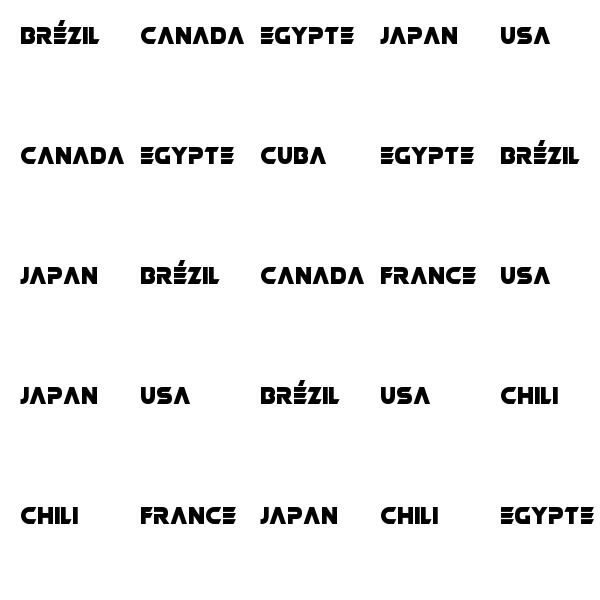 BRÉZIL CANADA EGYPTE JAPAN USA
CANADA EGYPTE CUBA EGYPTE BRÉZIL
JAPAN BRÉZIL CANADA FRANCE USA
JAPAN USA BRÉZIL USA CHILI
CHILI FRANCE JAPAN CHILI EGYPTE